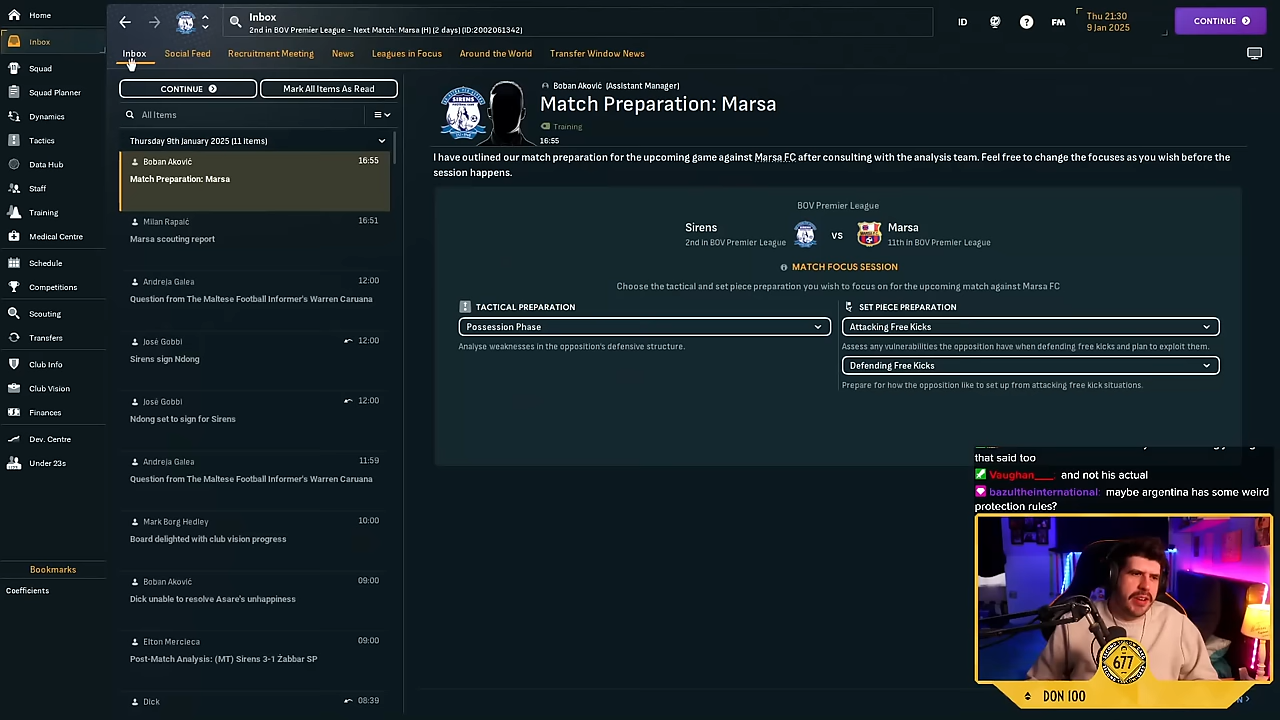 Home
Inbox
Squad
Squad Planner
Dynamics
Tactics
Data Hub
Staff
Training
Medical Centre
Schedule
Competitions
Scouting
Transfers
Club Info
Club Vision
Finances
Dev. Centre
Under 23s
Bookmarks
Coefficients
Inbox
2nd in BOV Premier League - Next Match: Marsa (H) (2 days) (ID:2002061342)
ID
?
FM
Thu 21:30
9 Jan 2025
CONTINUE
Inbox
Social Feed
Recruitment Meeting
News
Leagues in Focus
Around the World
Transfer Window News
CONTINUE
Mark All Items As Read
All Items
Thursday 9th January 2025 (11 Items)
Boban Aković 16:55
Match Preparation: Marsa
Milan Rapaić 16:51
Marsa scouting report
Andreja Galea 12:00
Question from The Maltese Football Informer's Warren Caruana
José Gobbi 12:00
Sirens sign Ndong
José Gobbi 12:00
Ndong set to sign for Sirens
Andreja Galea 11:59
Question from The Maltese Football Informer's Warren Caruana
Mark Borg Hedley 10:00
Board delighted with club vision progress
Boban Aković 09:00
Dick unable to resolve Asare's unhappiness
Elton Mercieca 09:00
Post-Match Analysis: (MT) Sirens 3-1 Żabbar SP
Dick 08:39
SIRENS
Boban Aković (Assistant Manager)
Match Preparation: Marsa
Training
16:55
I have outlined our match preparation for the upcoming game against Marsa FC after consulting with the analysis team. Feel free to change the focuses as you wish before the
session happens.
BOV Premier League
Sirens
2nd in BOV Premier League
vs
Marsa
11th in BOV Premier League
MATCH FOCUS SESSION
Choose the tactical and set piece preparation you wish to focus on for the upcoming match against Marsa FC
TACTICAL PREPARATION
Possession Phase
Analyse weaknesses in the opposition's defensive structure.
SET PIECE PREPARATION
Attacking Free Kicks
Assess any vulnerabilities the opposition have when defending free kicks and plan to exploit them.
Defending Free Kicks
Prepare for how the opposition like to set up from attacking free kick situations.
that said too
Vaughan___: and not his actual
bazultheinternational: maybe argentina has some weird
protection rules?
677
DON 100